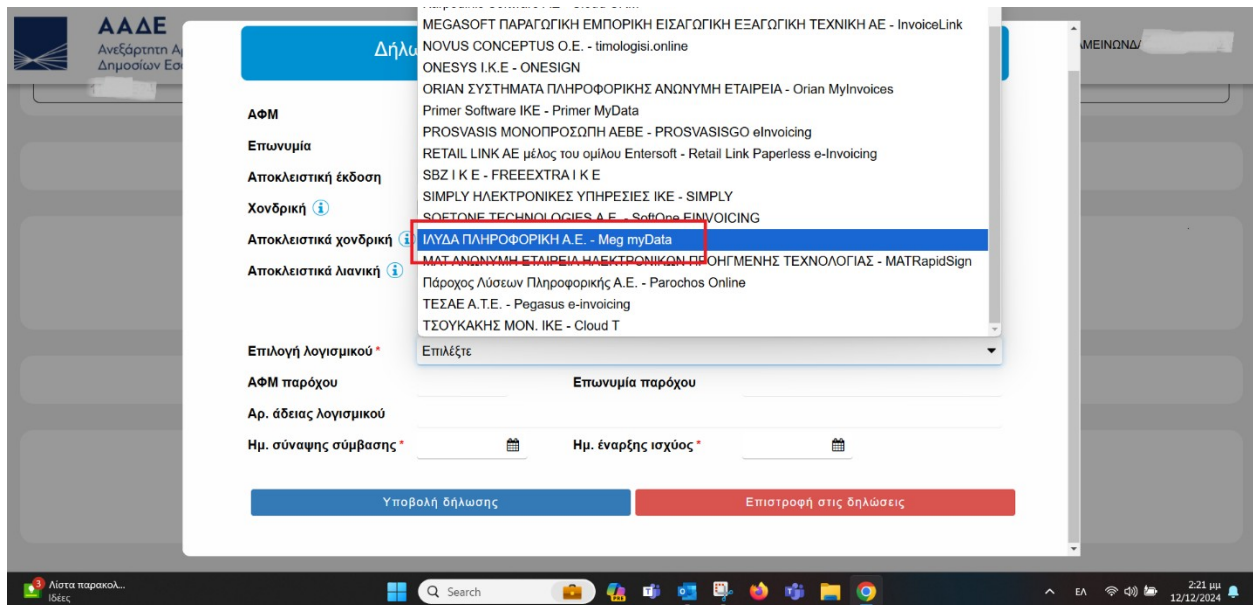 ΑΑΔΕ
Ανεξάρτητη
Δημοσίων
ΜΕΓASOFT ΠΑΡΑΓΩΓΙΚΗ ΕΜΠΟΡΙΚΗ ΕΙΣΑΓΩΓΙΚΗ ΕΞΑΓΩΓΙΚΗ ΤΕΧΝΙΚΗ ΑΕ - InvoiceLink
NOVUS CONCEPTUS Ο.Ε. - timologisi.online
ONESYS Ι.Κ.Ε - ONESIGN
ORIAN ΣΥΣΤΗΜΑΤΑ ΠΛΗΡΟΦΟΡΙΚΗΣ ΑΝΩΝΥΜΗ ΕΤΑΙΡΕΙΑ - Orian MyInvoices
Primer Software ΙΚΕ - Primer MyData
PROSVASIS ΜΟΝΟΠΡΟΣΩΠΗ ΑΕΒΕ - PROSVASISGO eInvoicing
RETAIL LINK ΑΕ μέλος του ομίλου Entersoft - Retail Link Paperless e-Invoicing
SBZ Ι Κ Ε - FREEEXTRA Ι Κ Ε
SIMPLY ΗΛΕΚΤΡΟΝΙΚΕΣ ΥΠΗΡΕΣΙΕΣ ΙΚΕ - SIMPLY
SOFTONE TECHNOLOGIES Α.Ε. - SoftOne EINVOICING
ΙΛΥΔΑ ΠΛΗΡΟΦΟΡΙΚΗ Α.Ε. - Meg myData
ΜΑΤ ΑΝΩΝΥΜΗ ΕΤΑΙΡΕΙΑ ΗΛΕΚΤΡΟΝΙΚΩΝ ΠΡΟΗΓΜΕΝΗΣ ΤΕΧΝΟΛΟΓΙΑΣ - MATRapidSign
Πάροχος Λύσεων Πληροφορικής Α.Ε. - Parochos Online
ΤΕΣΑΕ Α.Τ.Ε. - Pegasus e-invoicing
ΤΣΟΥΚΑΚΗΣ ΜΟΝ. ΙΚΕ - Cloud T
ΑΦΜ
Επωνυμία
Αποκλειστική έκδοση
Χονδρική
Αποκλειστικά χονδρική
Αποκλειστικά λιανική
Επιλογή λογισμικού * Επιλέξτε
ΑΦΜ παρόχου Επωνυμία παρόχου
Αρ. άδειας λογισμικού
Ημ. σύναψης σύμβασης * Ημ. έναρξης ισχύος *
Υποβολή δήλωσης Επιστροφή στις δηλώσεις
3 Λίστα παρακολ... Search ΕΛ 2:21 μμ
Ιδέες 12/12/2024